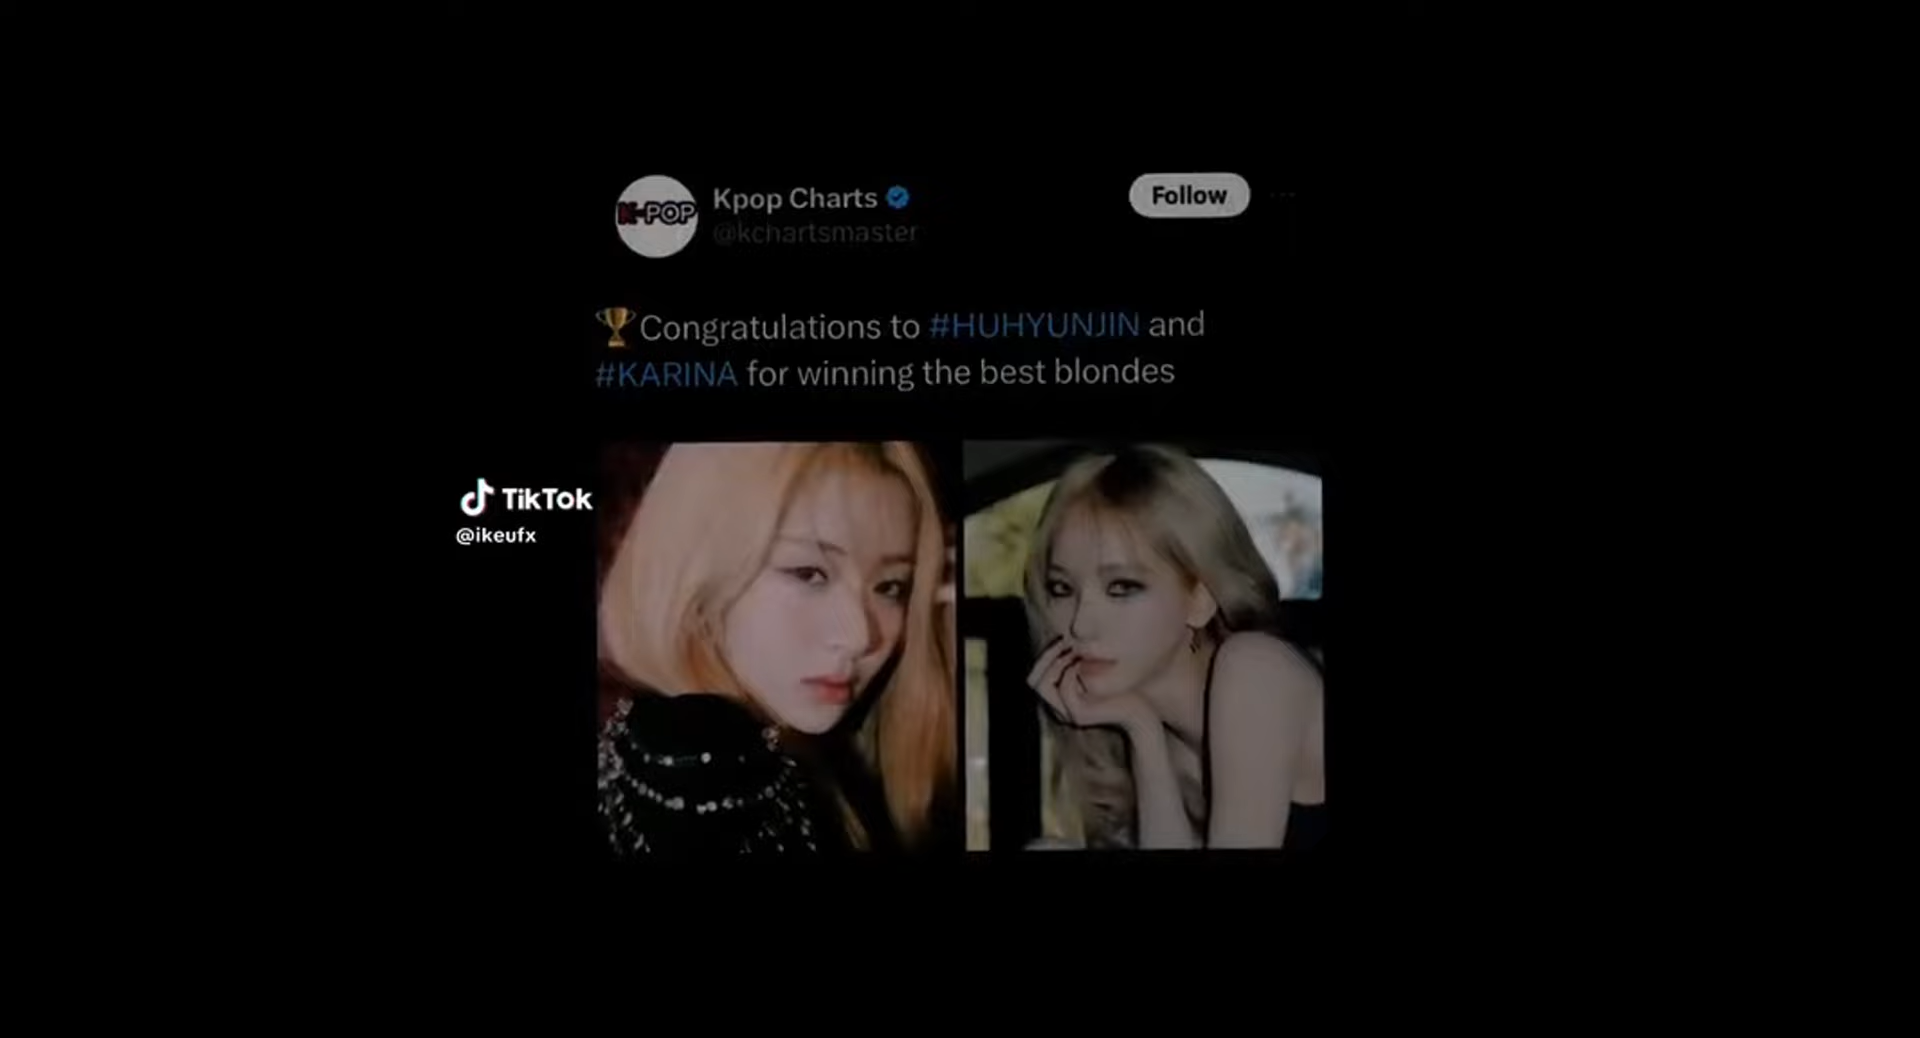 K-POP
Kpop Charts
@kchartsmaster
Follow
🏆Congratulations to #HUHYUNJIN and
#KARINA for winning the best blondes
TikTok
@ikeufx